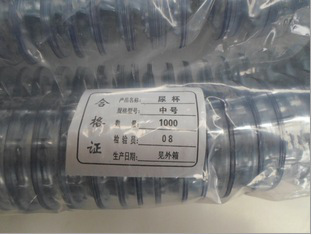 合格证
产品名称: 尿杯
规格型号: 中号
数量: 1000
检验员: 08
生产日期: 见外箱